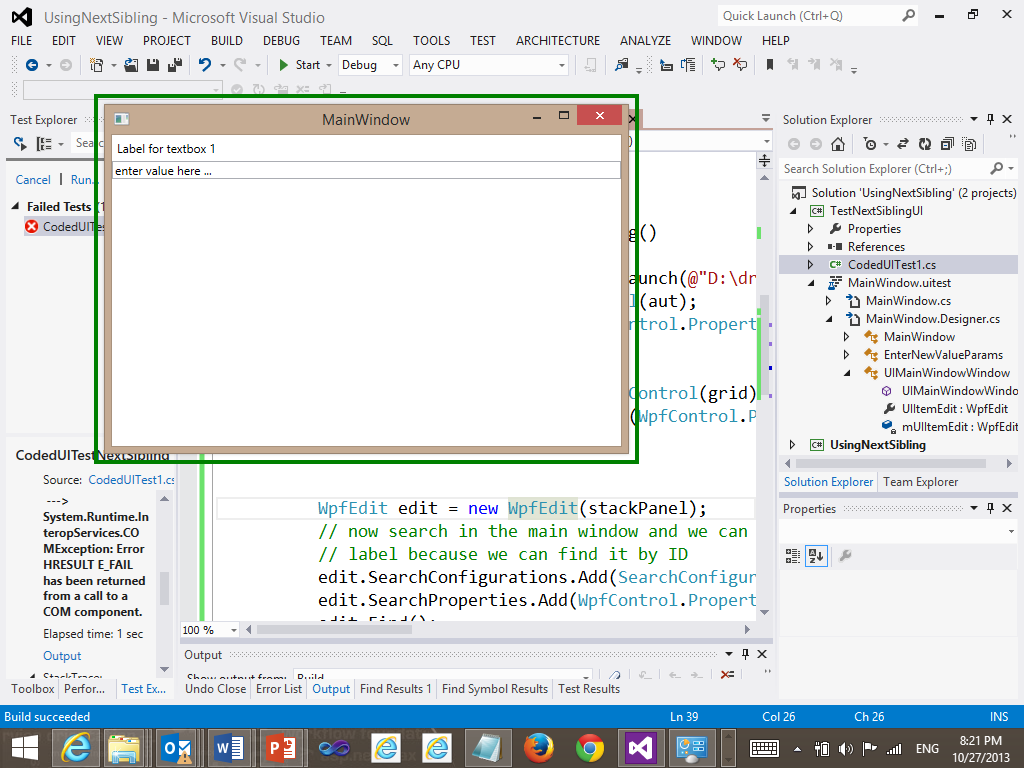 UsingNextSibling - Microsoft Visual Studio
Quick Launch (Ctrl+Q)
FILE EDIT VIEW PROJECT BUILD DEBUG TEAM SQL TOOLS TEST ARCHITECTURE ANALYZE WINDOW HELP
Start Debug Any CPU
Test Explorer
Searc
Cancel | Run...
Failed Tests (1
CodedUITes
MainWindow
Label for textbox 1
enter value here ...
g()
aunch(@"D:\dr
l(aut);
ntrol.Propert
Control(grid)
(WpfControl.P
WpfEdit edit = new WpfEdit(stackPanel);
// now search in the main window and we can
// label because we can find it by ID
edit.SearchConfigurations.Add(SearchConfigur
edit.SearchProperties.Add(WpfControl.Propert
edit.Find();
100 %
CodedUITestNextSibling
Source: CodedUITest1.cs
--->
System.Runtime.In
teropServices.CO
MException: Error
HRESULT E_FAIL
has been returned
from a call to a
COM component.
Elapsed time: 1 sec
Output
StackTrace:
Toolbox Perfor... Test Ex...
Output
Show output from: Build
Undo Close Error List Output Find Results 1 Find Symbol Results Test Results
Solution Explorer
Search Solution Explorer (Ctrl+;)
Solution 'UsingNextSibling' (2 projects)
C# TestNextSiblingUI
Properties
References
C# CodedUITest1.cs
MainWindow.uitest
MainWindow.cs
MainWindow.Designer.cs
MainWindow
EnterNewValueParams
UIMainWindowWindow
UIMainWindowWindo
UIItemEdit : WpfEdit
mUIItemEdit : WpfEdit
C# UsingNextSibling
Solution Explorer Team Explorer
Properties
Build succeeded
Ln 39 Col 26 Ch 26 INS
ENG
8:21 PM
10/27/2013